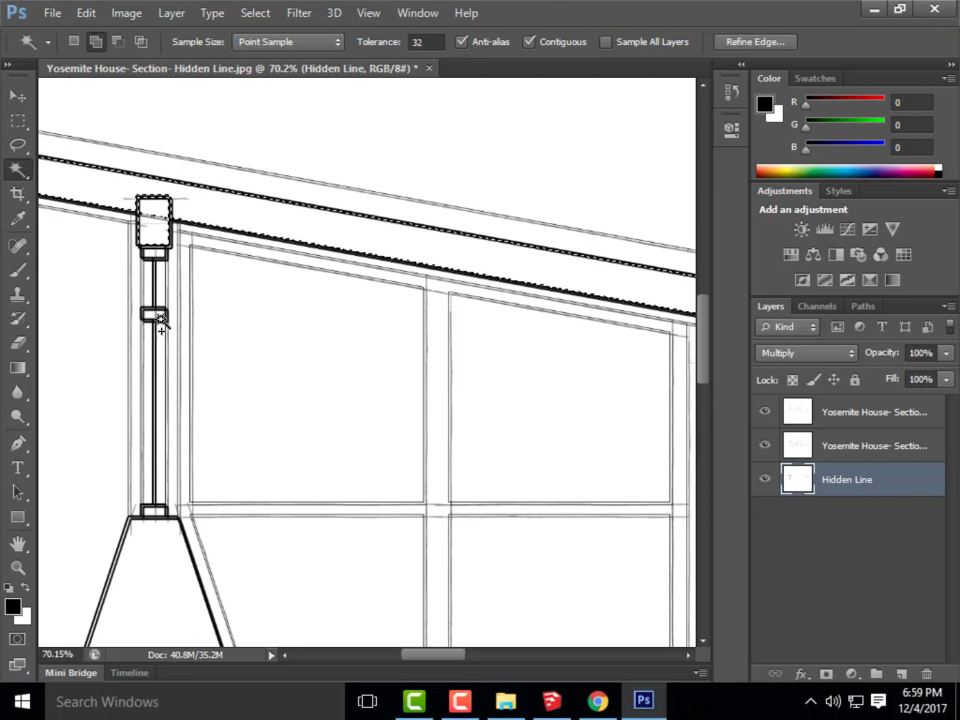 Ps File Edit Image Layer Type Select Filter 3D View Window Help
Sample Size: Point Sample Tolerance: 32 Anti-alias Contiguous Sample All Layers Refine Edge...
Yosemite House- Section- Hidden Line.jpg @ 70.2% (Hidden Line, RGB/8#) * ×
Color Swatches
R 0
G 0
B 0
Adjustments Styles
Add an adjustment
Layers Channels Paths
Kind
Multiply Opacity: 100%
Lock: Fill: 100%
Yosemite House- Sectio...
Yosemite House- Sectio...
Hidden Line
70.15% Doc: 40.8M/35.2M
Mini Bridge Timeline
Search Windows
Ps
6:59 PM
12/4/2017